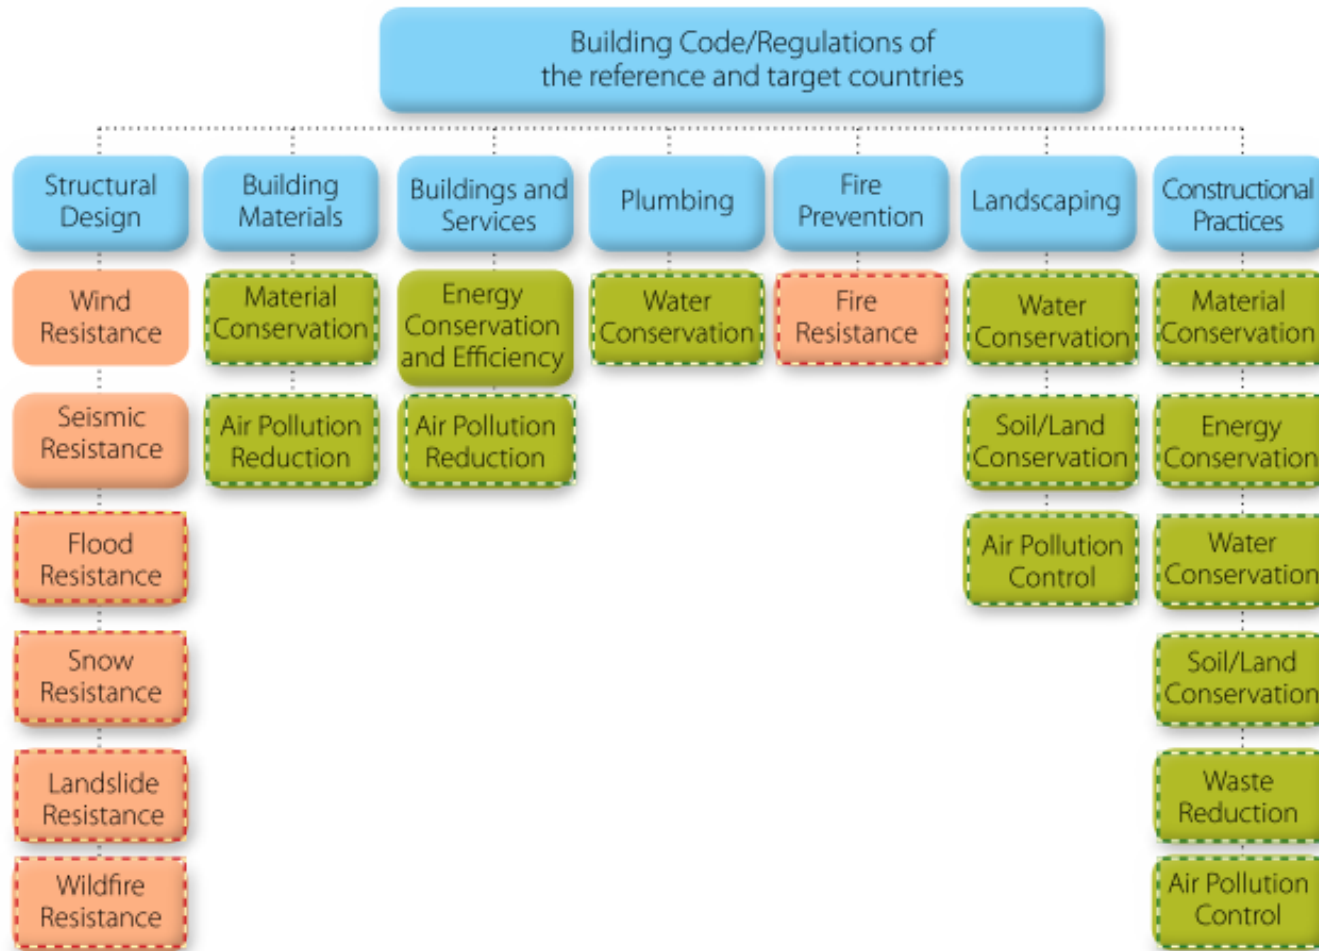 Building Code/Regulations of
the reference and target countries
Structural
Design
Building
Materials
Buildings and
Services
Plumbing
Fire
Prevention
Landscaping
Constructional
Practices
Wind
Resistance
Material
Conservation
Energy
Conservation
and Efficiency
Water
Conservation
Fire
Resistance
Water
Conservation
Material
Conservation
Seismic
Resistance
Air Pollution
Reduction
Air Pollution
Reduction
Soil/Land
Conservation
Energy
Conservation
Flood
Resistance
Air Pollution
Control
Water
Conservation
Snow
Resistance
Soil/Land
Conservation
Landslide
Resistance
Waste
Reduction
Wildfire
Resistance
Air Pollution
Control